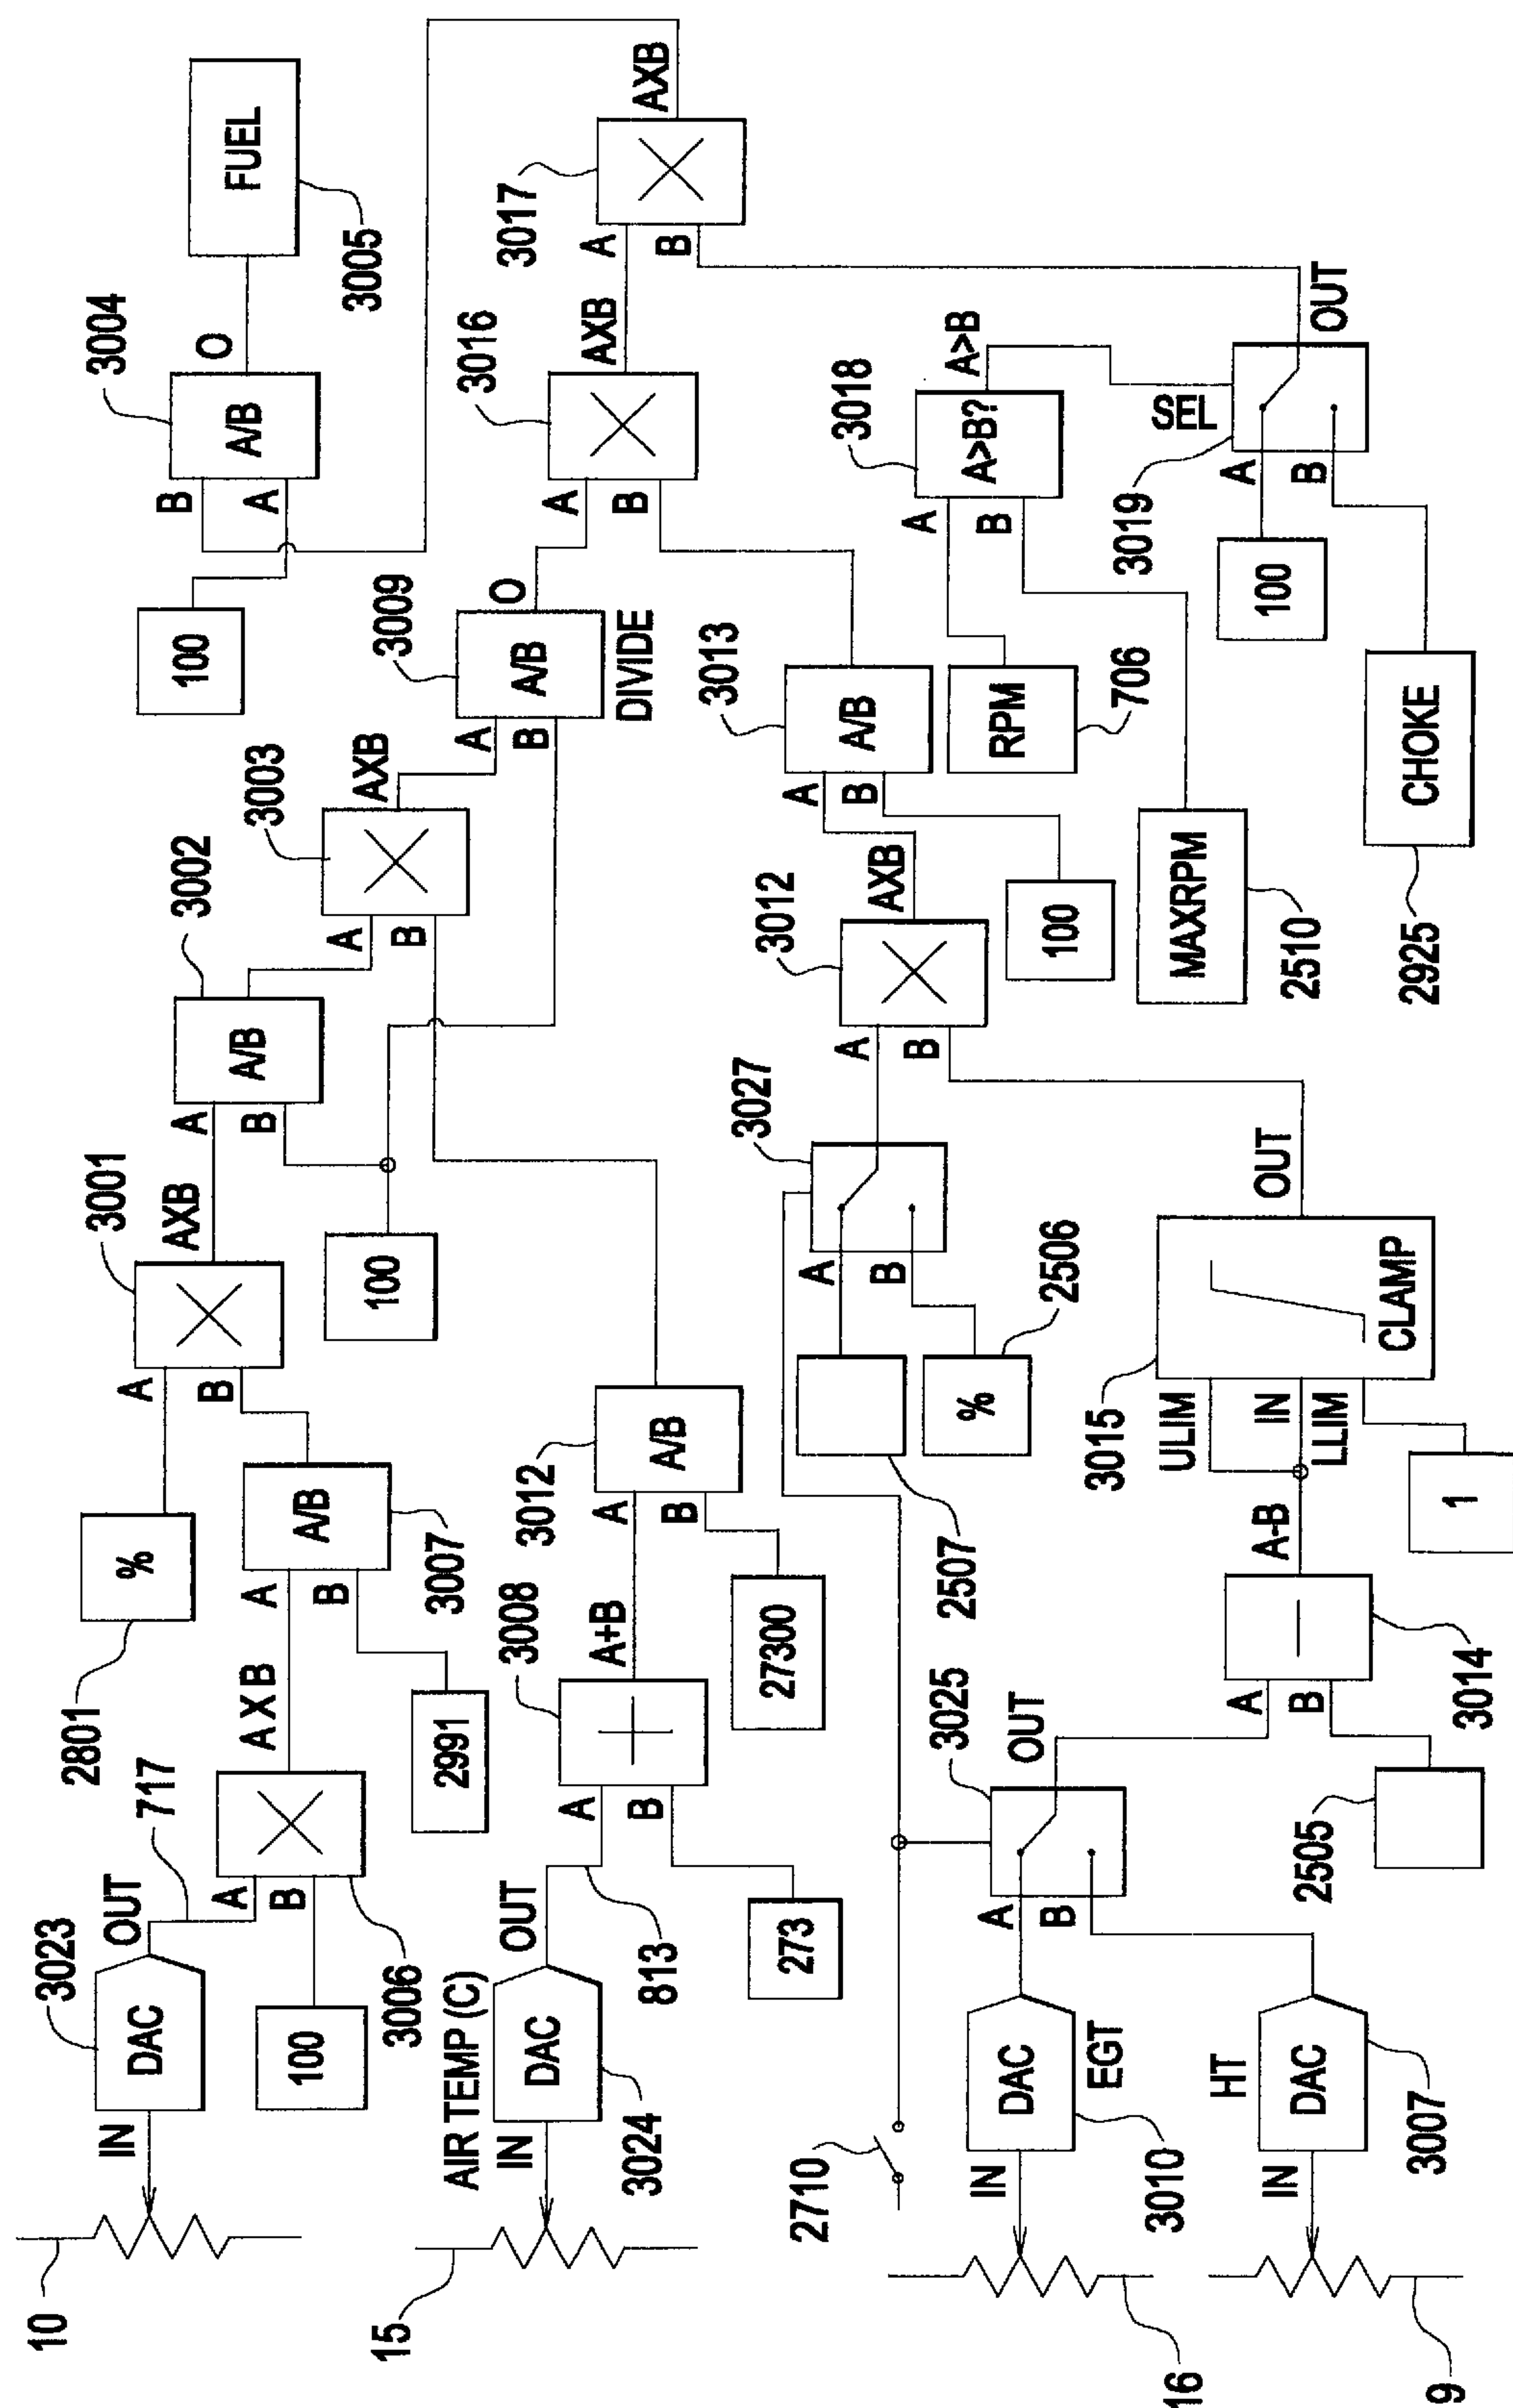 10
IN
DAC
3023
OUT
717
A
B
100
3006
A X B
2991
A
B
A/B
3007
2801
%
A
B
3001
AXB
100
A
B
A/B
3002
A
B
3003
AXB
A
B
A/B
3009
DIVIDE
O
100
B
A
A/B
3004
O
FUEL
3005
15
AIR TEMP (C)
IN
DAC
3024
OUT
813
A
B
273
3008
A+B
27300
A
B
A/B
3012
A
B
3016
AXB
A
B
3017
AXB
2710
2507
%
2506
A
B
3027
A
B
3012
AXB
100
A
B
A/B
3013
RPM
706
MAXRPM
2510
A
B
A>B?
3018
A>B
16
IN
DAC
EGT
3010
9
IN
HT
DAC
3007
A
B
3025
OUT
2505
A
B
3014
A-B
1
ULIM
IN
LLIM
3015
CLAMP
OUT
CHOKE
2925
100
A
B
3019
SEL
OUT